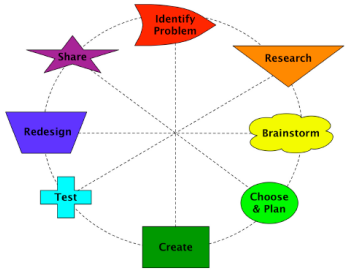 Identify
Problem
Research
Brainstorm
Choose
& Plan
Create
Test
Redesign
Share